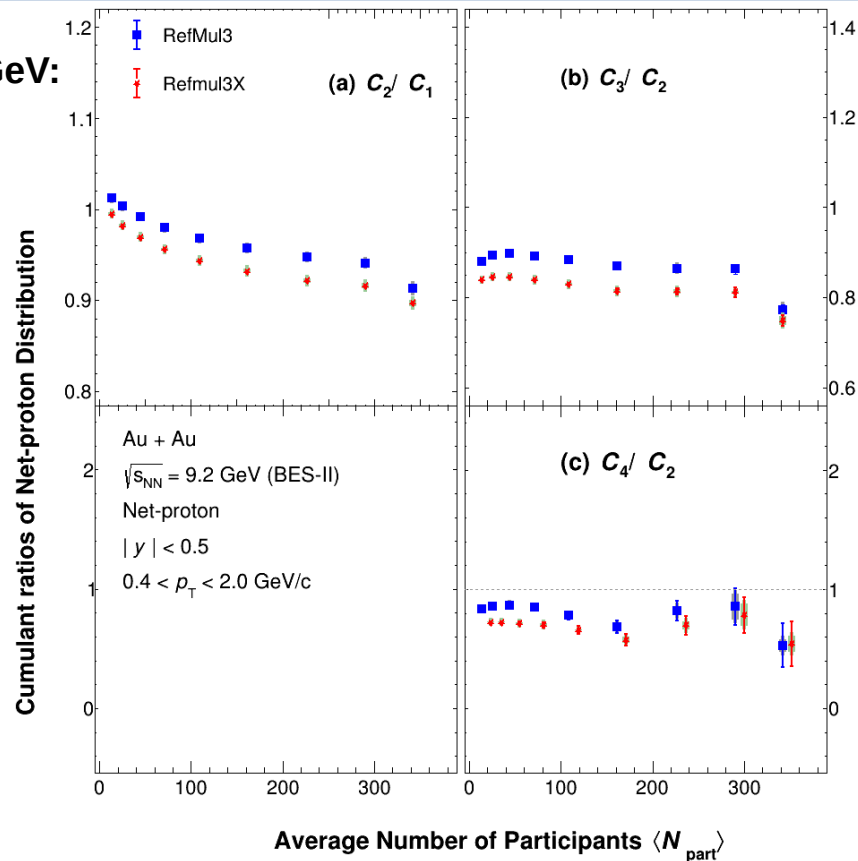 GeV:
RefMul3
Refmul3X
(a) C2/ C1
(b) C3/ C2
1.2
1.1
1
0.9
0.8
1.4
1.2
1
0.8
0.6
Au + Au
√sNN = 9.2 GeV (BES-II)
Net-proton
| y | < 0.5
0.4 < pT < 2.0 GeV/c
(c) C4/ C2
2
1
0
2
1
0
0 100 200 300
0 100 200 300
Cumulant ratios of Net-proton Distribution
Average Number of Participants ⟨Npart⟩